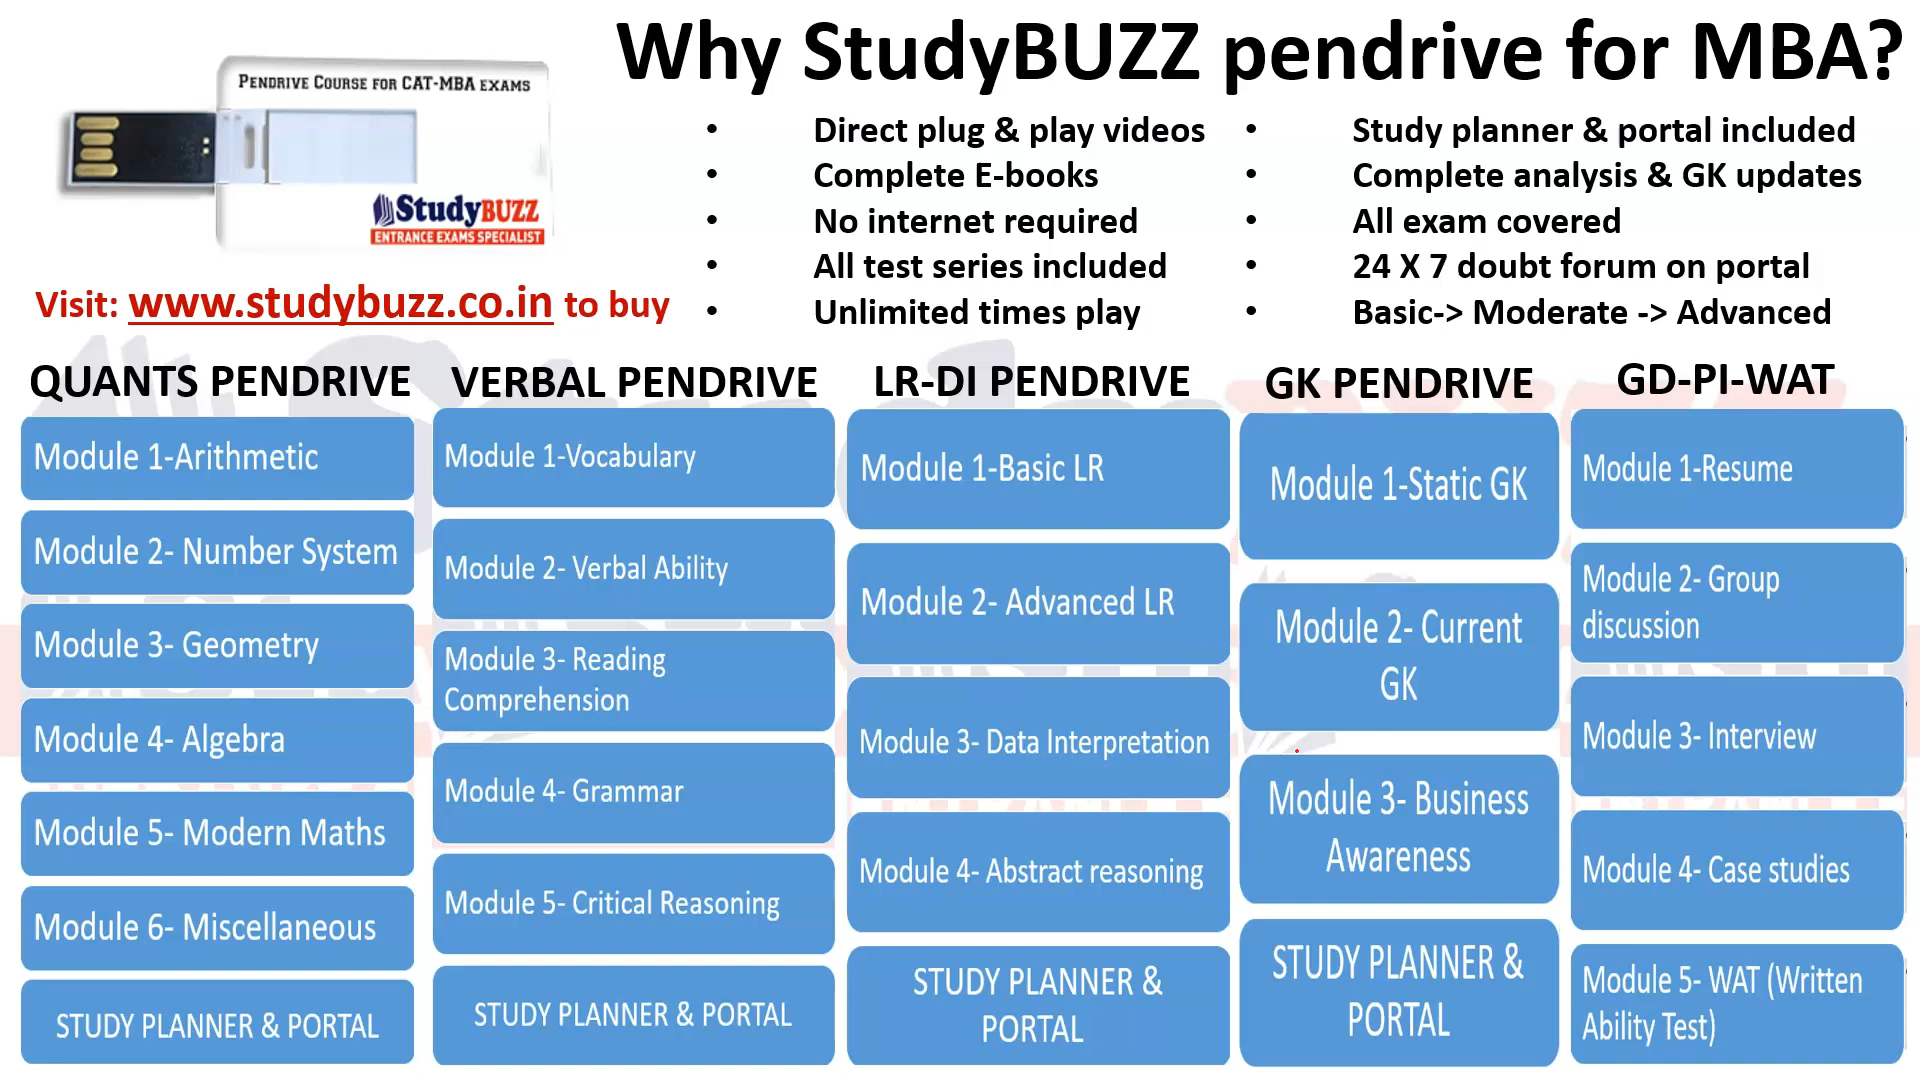 Why StudyBUZZ pendrive for MBA?
PENDRIVE COURSE FOR CAT-MBA EXAMS
StudyBUZZ
ENTRANCE EXAMS SPECIALIST
Visit: www.studybuzz.co.in to buy
• Direct plug & play videos
• Complete E-books
• No internet required
• All test series included
• Unlimited times play
• Study planner & portal included
• Complete analysis & GK updates
• All exam covered
• 24 X 7 doubt forum on portal
• Basic-> Moderate -> Advanced
QUANTS PENDRIVE
Module 1-Arithmetic
Module 2- Number System
Module 3- Geometry
Module 4- Algebra
Module 5- Modern Maths
Module 6- Miscellaneous
STUDY PLANNER & PORTAL
VERBAL PENDRIVE
Module 1-Vocabulary
Module 2- Verbal Ability
Module 3- Reading
Comprehension
Module 4- Grammar
Module 5- Critical Reasoning
STUDY PLANNER & PORTAL
LR-DI PENDRIVE
Module 1-Basic LR
Module 2- Advanced LR
Module 3- Data Interpretation
Module 4- Abstract reasoning
STUDY PLANNER &
PORTAL
GK PENDRIVE
Module 1-Static GK
Module 2- Current
GK
Module 3- Business
Awareness
STUDY PLANNER &
PORTAL
GD-PI-WAT
Module 1-Resume
Module 2- Group
discussion
Module 3- Interview
Module 4- Case studies
Module 5- WAT (Written
Ability Test)